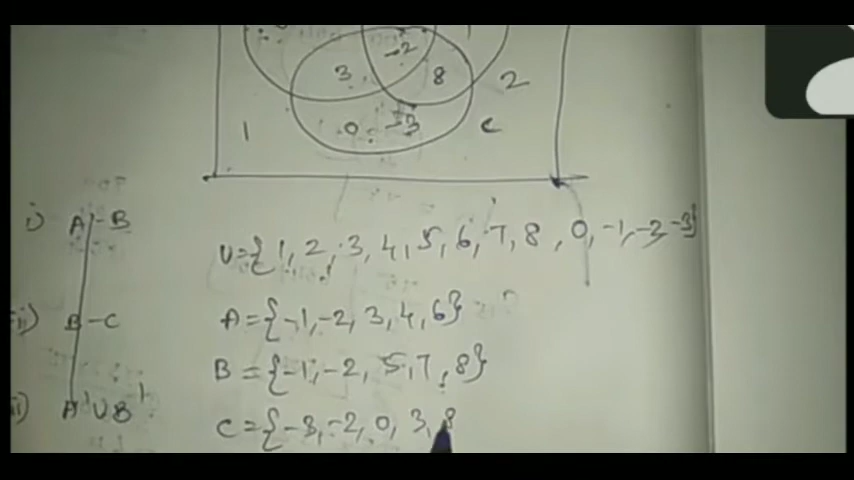 -2
3 8 2
1 0 -3 C
i) A - B
U={1, 2, 3, 4, 5, 6, 7, 8, 0, -1, -2, -3}
ii) B - C
A={-1, -2, 3, 4, 6}
B={-1, -2, 5, 7, 8}
A' ∪ B'
C={-3, -2, 0, 3, 8